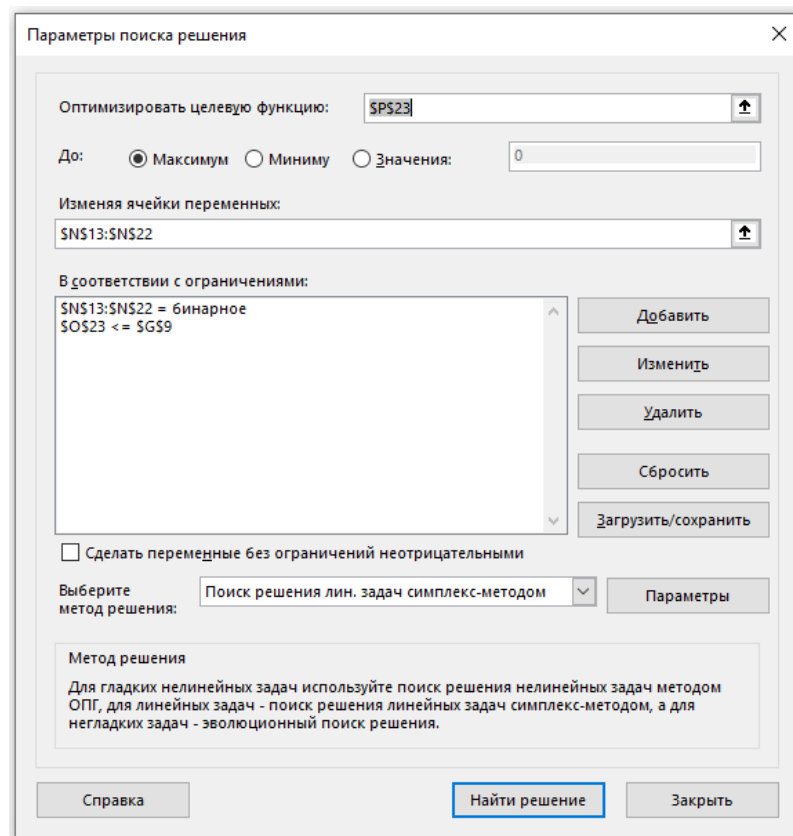 Параметры поиска решения
Оптимизировать целевую функцию: $P$23
До: Максимум Миниму Значения: 0
Изменяя ячейки переменных:
$N$13:$N$22
В соответствии с ограничениями:
$N$13:$N$22 = бинарное
$O$23 <= $G$9
Добавить
Изменить
Удалить
Сбросить
Загрузить/сохранить
Сделать переменные без ограничений неотрицательными
Выберите
метод решения:
Поиск решения лин. задач симплекс-методом
Параметры
Метод решения
Для гладких нелинейных задач используйте поиск решения нелинейных задач методом
ОПГ, для линейных задач - поиск решения линейных задач симплекс-методом, а для
негладких задач - эволюционный поиск решения.
Справка Найти решение Закрыть